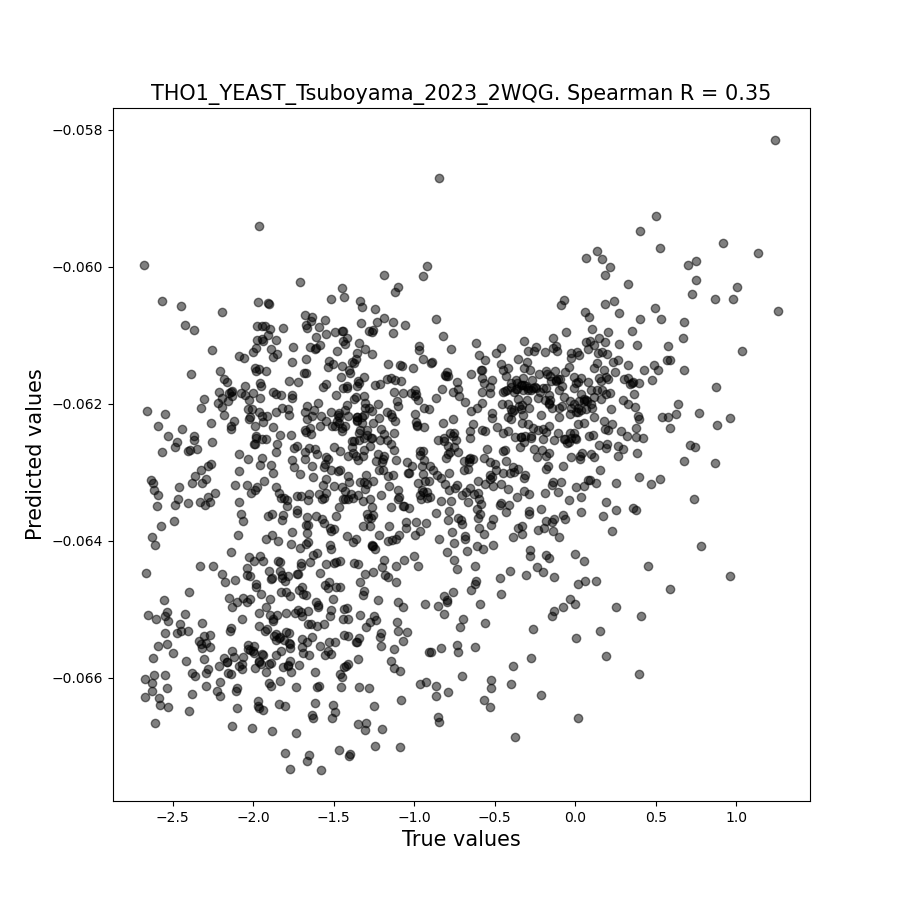 THO1_YEAST_Tsuboyama_2023_2WQG. Spearman R = 0.35
−0.058
−0.060
−0.062
−0.064
−0.066
Predicted values
−2.5 −2.0 −1.5 −1.0 −0.5 0.0 0.5 1.0
True values